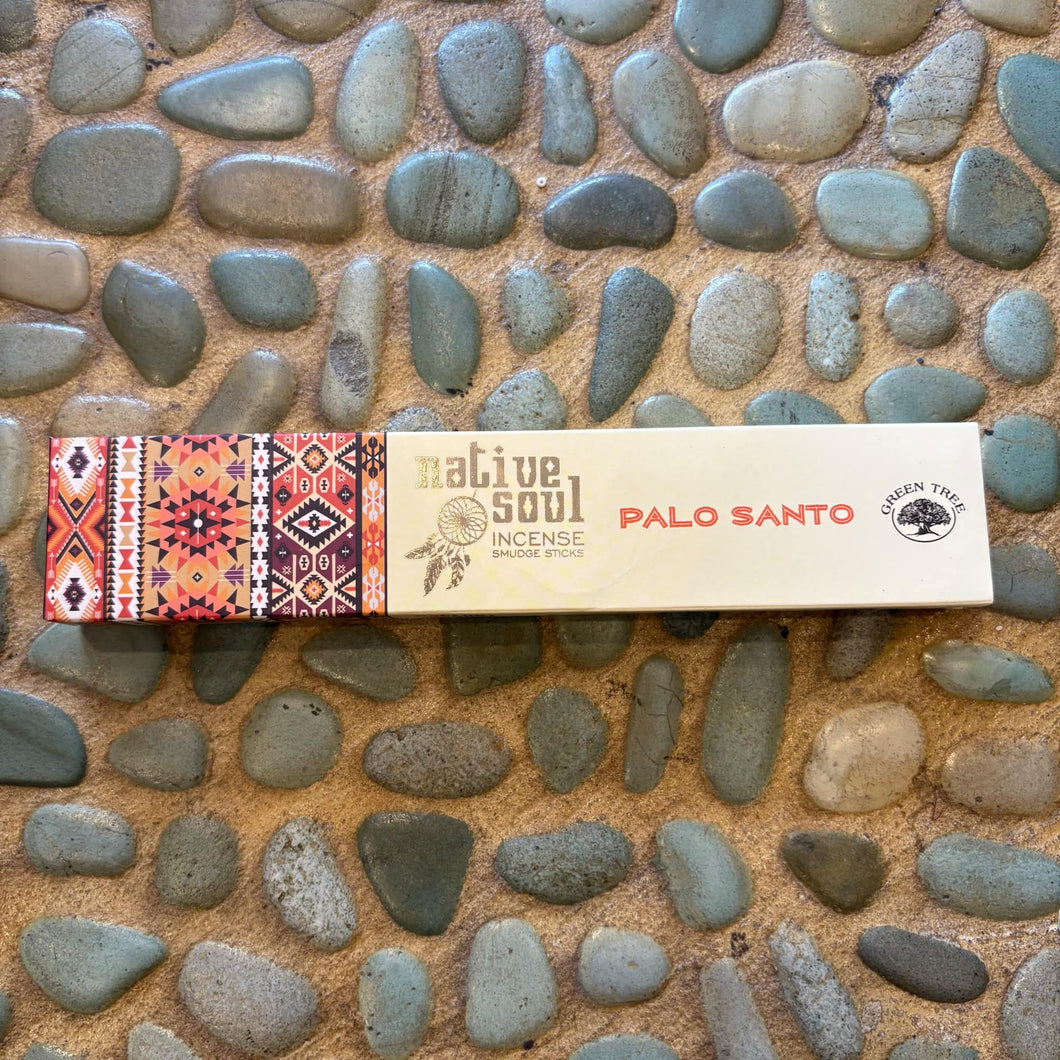 native
soul
INCENSE
SMUDGE STICKS
PALO SANTO
GREEN TREE